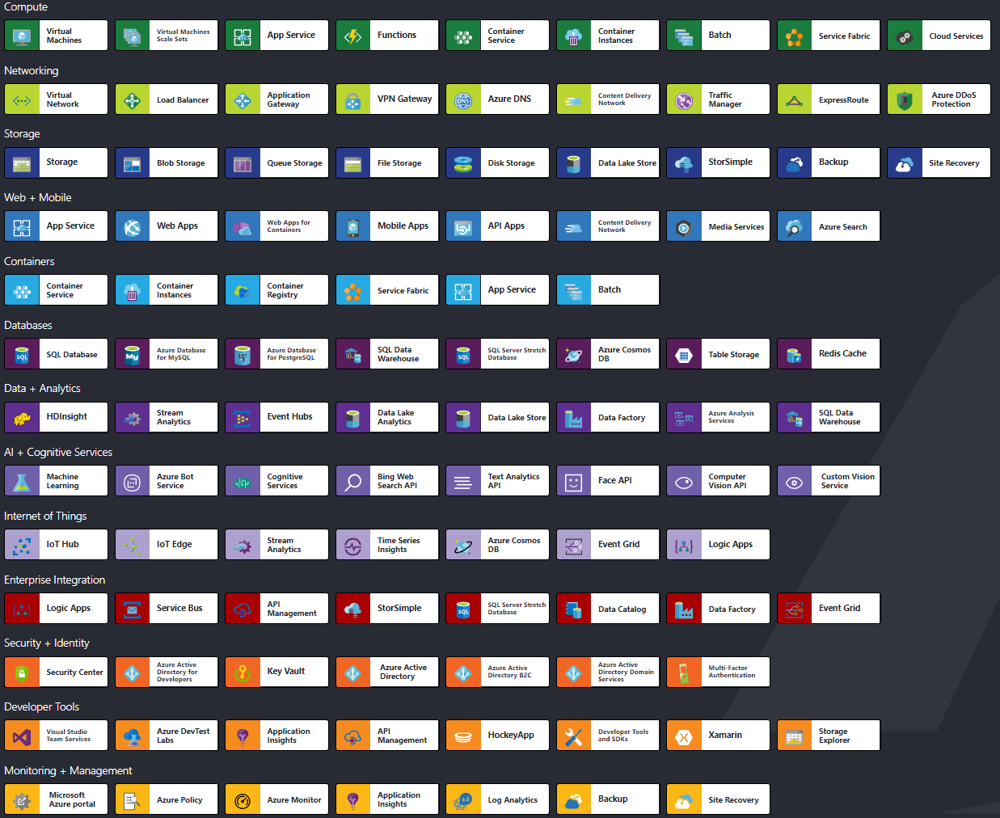 Compute
Virtual
Machines
Virtual Machines
Scale Sets
App Service
Functions
Container
Service
Container
Instances
Batch
Service Fabric
Cloud Services
Networking
Virtual
Network
Load Balancer
Application
Gateway
VPN Gateway
DNS
Azure DNS
Content Delivery
Network
Traffic
Manager
ExpressRoute
Azure DDoS
Protection
Storage
Storage
Blob Storage
Queue Storage
File Storage
Disk Storage
Data Lake Store
StorSimple
Backup
Site Recovery
Web + Mobile
App Service
Web Apps
Web Apps for
Containers
Mobile Apps
API Apps
Content Delivery
Network
Media Services
Azure Search
Containers
Container
Service
Container
Instances
Container
Registry
Service Fabric
App Service
Batch
Databases
SQL
SQL Database
My
Azure Database
for MySQL
Azure Database
for PostgreSQL
SQL Data
Warehouse
SQL
SQL Server Stretch
Database
Azure Cosmos
DB
Table Storage
Redis Cache
Data + Analytics
HDInsight
Stream
Analytics
Event Hubs
Data Lake
Analytics
Data Lake Store
Data Factory
Azure Analysis
Services
SQL Data
Warehouse
AI + Cognitive Services
Machine
Learning
Azure Bot
Service
Cognitive
Services
Bing Web
Search API
Text Analytics
API
Face API
Computer
Vision API
Custom Vision
Service
Internet of Things
IoT Hub
IoT Edge
Stream
Analytics
Time Series
Insights
Azure Cosmos
DB
Event Grid
Logic Apps
Enterprise Integration
Logic Apps
Service Bus
API
Management
StorSimple
SQL
SQL Server Stretch
Database
Data Catalog
Data Factory
Event Grid
Security + Identity
Security Center
Azure Active
Directory for
Developers
Key Vault
Azure Active
Directory
Azure Active
Directory B2C
Azure Active
Directory Domain
Services
Multi-Factor
Authentication
Developer Tools
Visual Studio
Team Services
Azure DevTest
Labs
Application
Insights
API
Management
HockeyApp
Developer Tools
and SDKs
Xamarin
Storage
Explorer
Monitoring + Management
Microsoft
Azure portal
Azure Policy
Azure Monitor
Application
Insights
Log Analytics
Backup
Site Recovery